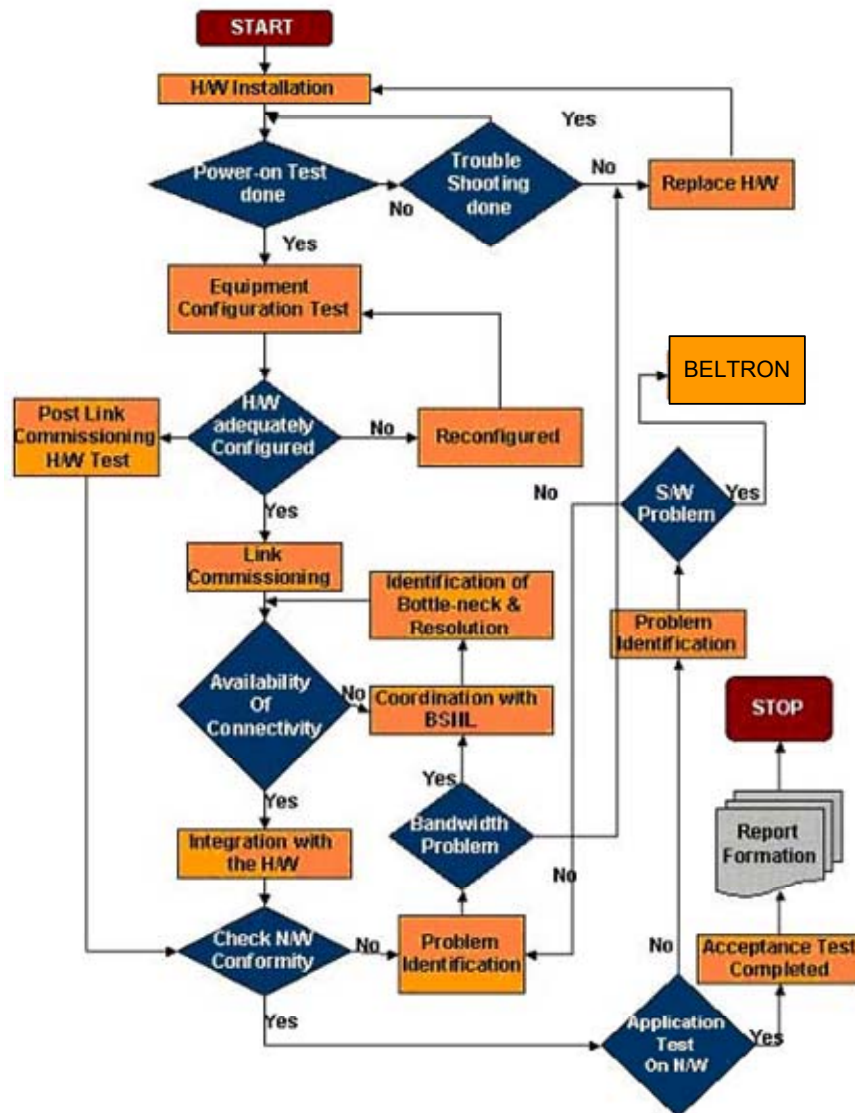 START
H/W Installation
Yes
Power-on Test
done
No
Trouble
Shooting
done
No
Replace H/W
Yes
Equipment
Configuration Test
BELTRON
Post Link
Commissioning
H/W Test
H/W
adequately
Configured
No
Reconfigured
No
S/W
Problem
Yes
Yes
Link
Commissioning
Identification of
Bottle-neck &
Resolution
Problem
Identification
Availability
Of
Connectivity
No
Coordination with
BSNL
STOP
Yes
Yes
Integration with
the H/W
Bandwidth
Problem
No
Report
Formation
Check N/W
Conformity
No
Problem
Identification
No
Acceptance Test
Completed
Yes
Application
Test
On N/W
Yes